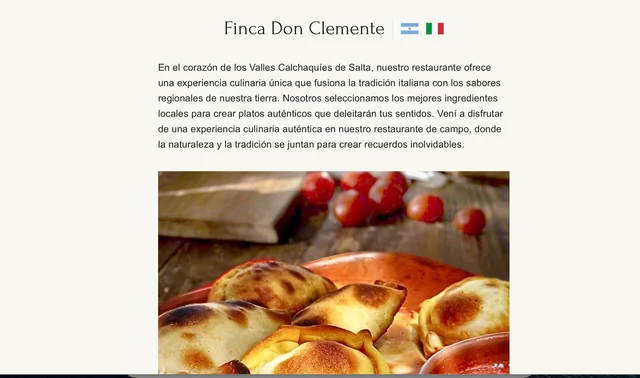 Finca Don Clemente
En el corazón de los Valles Calchaquíes de Salta, nuestro restaurante ofrece
una experiencia culinaria única que fusiona la tradición italiana con los sabores
regionales de nuestra tierra. Nosotros seleccionamos los mejores ingredientes
locales para crear platos auténticos que deleitarán tus sentidos. Vení a disfrutar
de una experiencia culinaria auténtica en nuestro restaurante de campo, donde
la naturaleza y la tradición se juntan para crear recuerdos inolvidables.